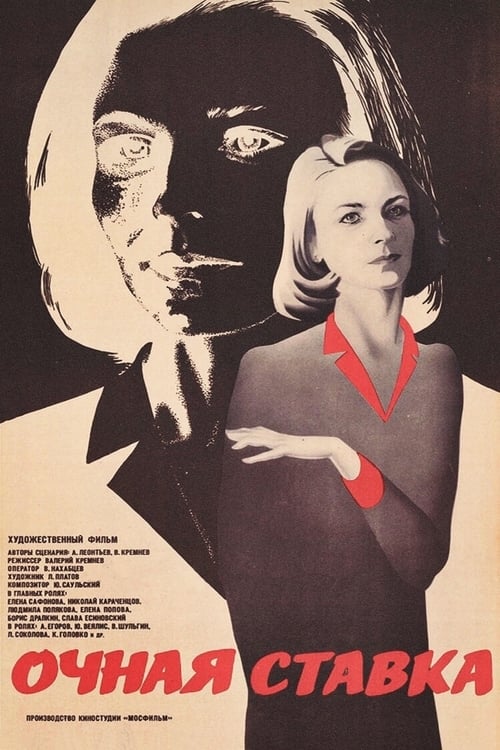 ХУДОЖЕСТВЕННЫЙ ФИЛЬМ
АВТОРЫ СЦЕНАРИЯ: А. ЛЕОНТЬЕВ, В. КРЕМНЕВ
РЕЖИССЕР ВАЛЕРИЙ КРЕМНЕВ
ОПЕРАТОР В. НАХАБЦЕВ
ХУДОЖНИК Л. ПЛАТОВ
КОМПОЗИТОР Ю. САУЛЬСКИЙ
В ГЛАВНЫХ РОЛЯХ:
ЕЛЕНА САФОНОВА, НИКОЛАЙ КАРАЧЕНЦОВ,
ЛЮДМИЛА ПОЛЯКОВА, ЕЛЕНА ПОПОВА,
БОРИС ДРАПКИН, СЛАВА ЕСИНОВСКИЙ
В РОЛЯХ: А. ЕГОРОВ, Ю. ВЕЯЛИС, В. ШУЛЬГИН,
Л. СОКОЛОВА, К. ГОЛОВКО и др.
ОЧНАЯ СТАВКА
ПРОИЗВОДСТВО КИНОСТУДИИ «МОСФИЛЬМ»